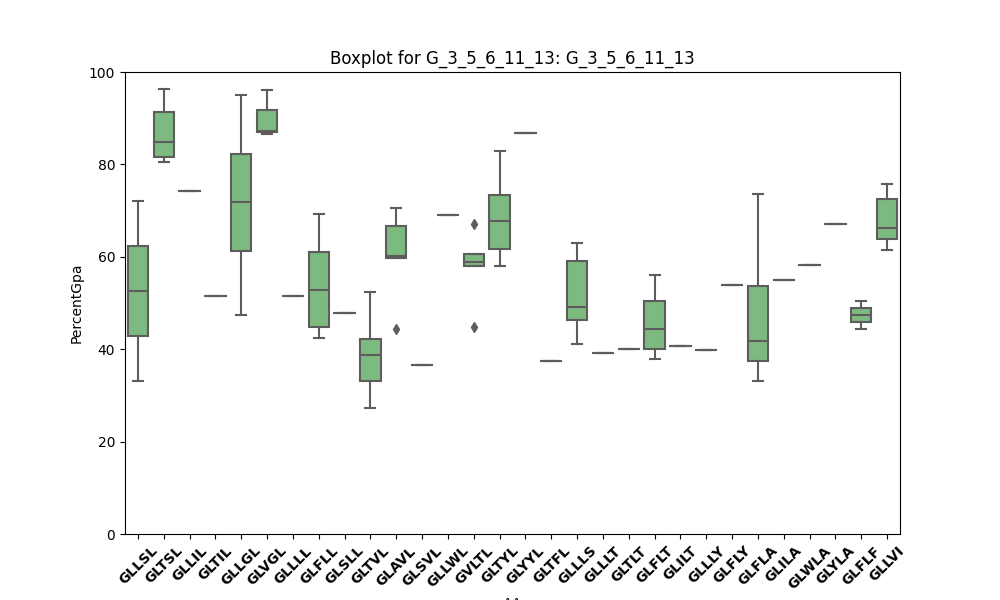 Boxplot for G_3_5_6_11_13: G_3_5_6_11_13
PercentGpa
100
80
60
40
20
0
GLLSL GLTSL GLLIL GLTIL GLLGL GLVGL GLLLL GLFLL GLSLL GLTVL GLAVL GLSVL GLLWL GVLTL GLTYL GLYYL GLTFL GLLLS GLLLT GLTLT GLFLT GLILT GLLLY GLFLY GLFLA GLILA GLWLA GLYLA GLFLF GLLVI